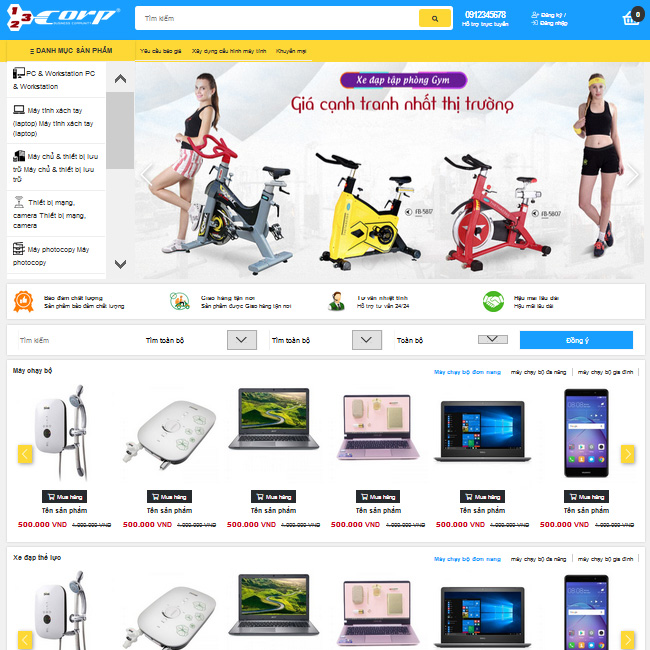 123corp
Tìm kiếm
0912345678
Hỗ trợ trực tuyến
Đăng ký /
Đăng nhập
0
DANH MỤC SẢN PHẨM
Yêu cầu báo giá
Xây dựng cấu hình máy tính
Khuyến mại
PC & Workstation PC
& Workstation
Máy tính xách tay
(laptop) Máy tính xách tay
(laptop)
Máy chủ & thiết bị lưu
trữ Máy chủ & thiết bị lưu
trữ
Thiết bị mạng,
camera Thiết bị mạng,
camera
Máy photocopy Máy
photocopy
Xe đạp tập phòng Gym
Giá cạnh tranh nhất thị trường
FB-5817
FB-5807
Bảo đảm chất lượng
Sản phẩm bảo đảm chất lượng
Giao hàng tận nơi
Sản phẩm được Giao hàng tận nơi
Tư vấn nhiệt tình
Hỗ trợ tư vấn 24/24
Hậu mãi lâu dài
Hậu mãi lâu dài
Tìm kiếm
Tìm toàn bộ
Tìm toàn bộ
Toàn bộ
Đồng ý
Máy chạy bộ
Máy chạy bộ đơn năng
máy chạy bộ đa năng
máy chạy bộ gia đình
Mua hàng
Mua hàng
Mua hàng
Mua hàng
Mua hàng
Mua hàng
Tên sản phẩm
Tên sản phẩm
Tên sản phẩm
Tên sản phẩm
Tên sản phẩm
Tên sản phẩm
500.000 VND 1.000.000 VND
500.000 VND 1.000.000 VND
500.000 VND 1.000.000 VND
500.000 VND 1.000.000 VND
500.000 VND 1.000.000 VND
500.000 VND 1.000.000 VND
Xe đạp thể lực
Máy chạy bộ đơn năng
máy chạy bộ đa năng
máy chạy bộ gia đình